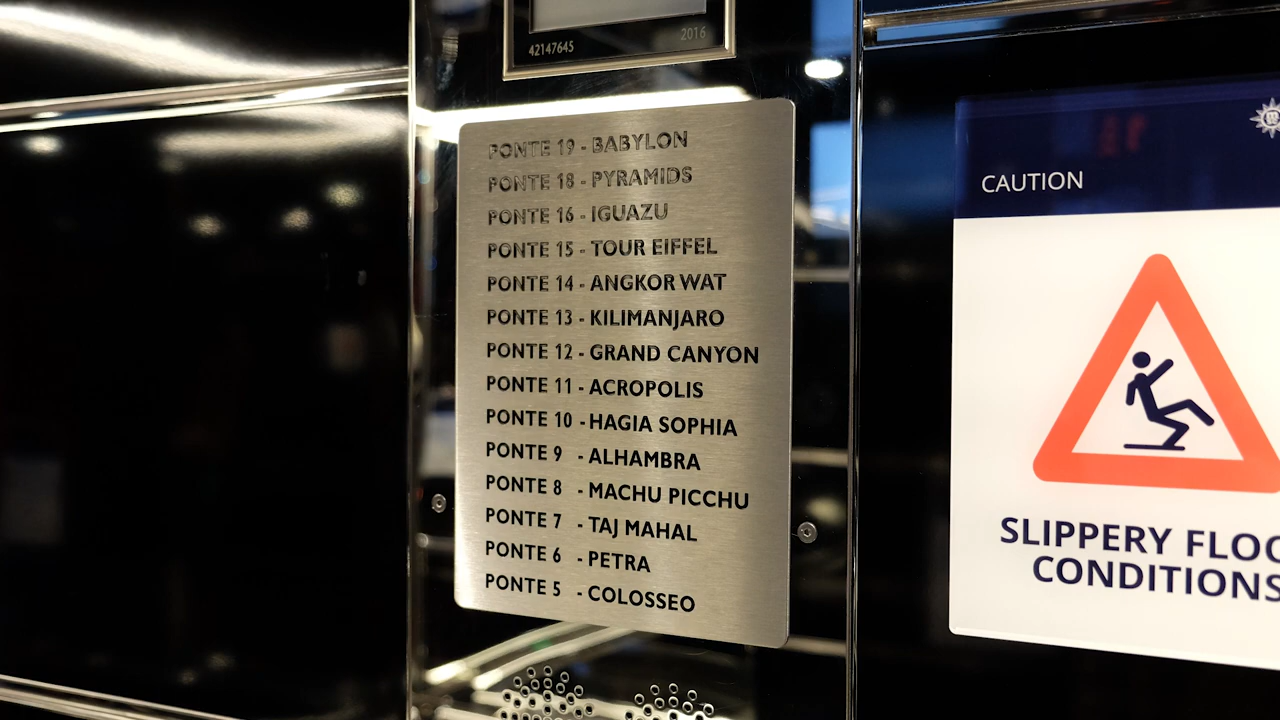 42147645
2016
PONTE 19 - BABYLON
PONTE 18 - PYRAMIDS
PONTE 16 - IGUAZU
PONTE 15 - TOUR EIFFEL
PONTE 14 - ANGKOR WAT
PONTE 13 - KILIMANJARO
PONTE 12 - GRAND CANYON
PONTE 11 - ACROPOLIS
PONTE 10 - HAGIA SOPHIA
PONTE 9 - ALHAMBRA
PONTE 8 - MACHU PICCHU
PONTE 7 - TAJ MAHAL
PONTE 6 - PETRA
PONTE 5 - COLOSSEO
CAUTION
SLIPPERY FLOO
CONDITIONS